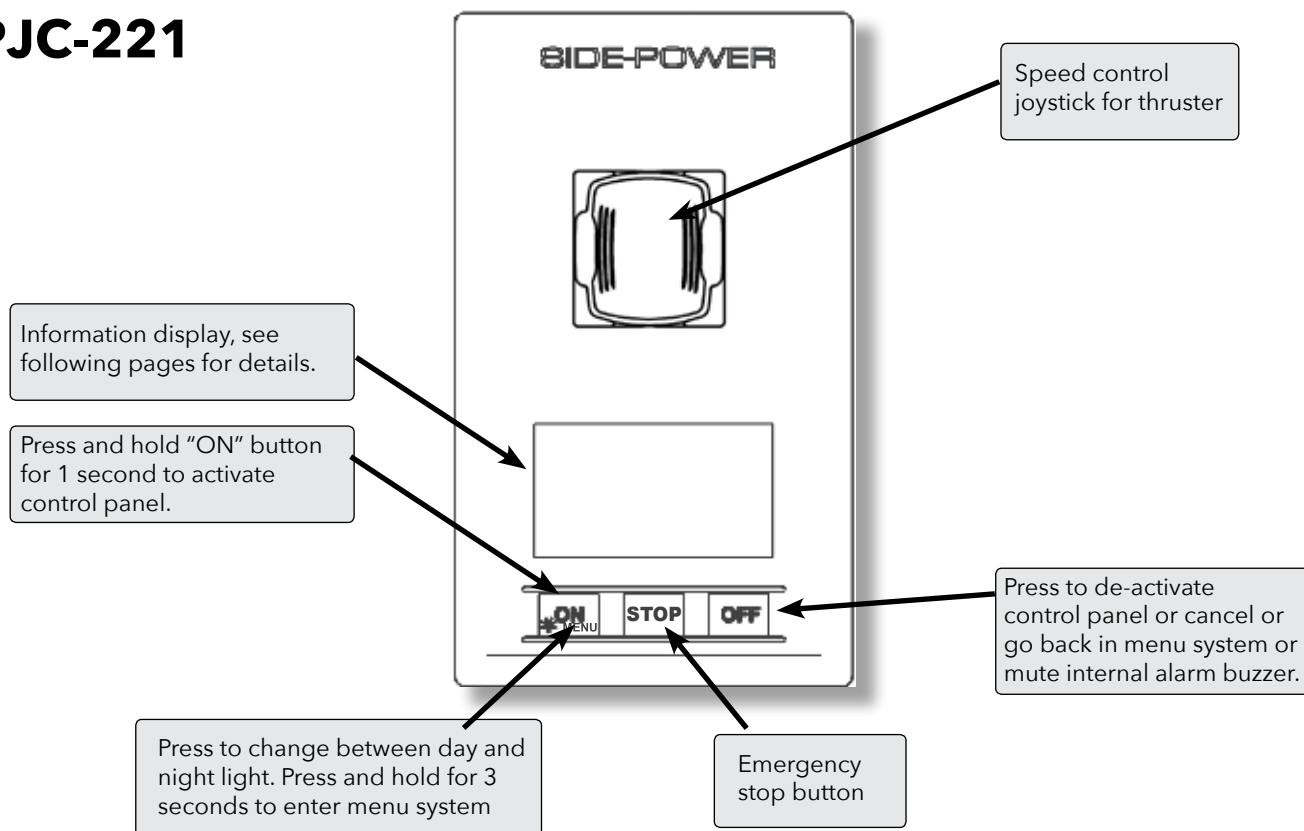 PJC-221
SIDE-POWER
Speed control
joystick for thruster
Information display, see
following pages for details.
Press and hold “ON” button
for 1 second to activate
control panel.
ON
MENU
STOP
OFF
Press to de-activate
control panel or cancel or
go back in menu system or
mute internal alarm buzzer.
Press to change between day and
night light. Press and hold for 3
seconds to enter menu system
Emergency
stop button